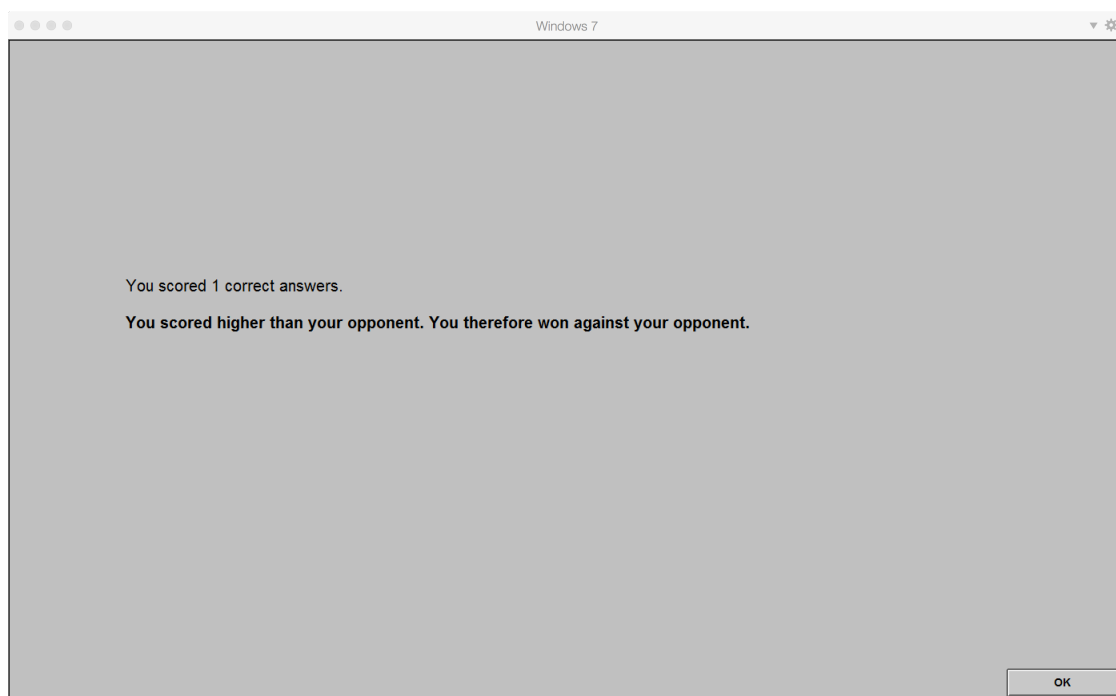 Windows 7
You scored 1 correct answers.
You scored higher than your opponent. You therefore won against your opponent.
OK